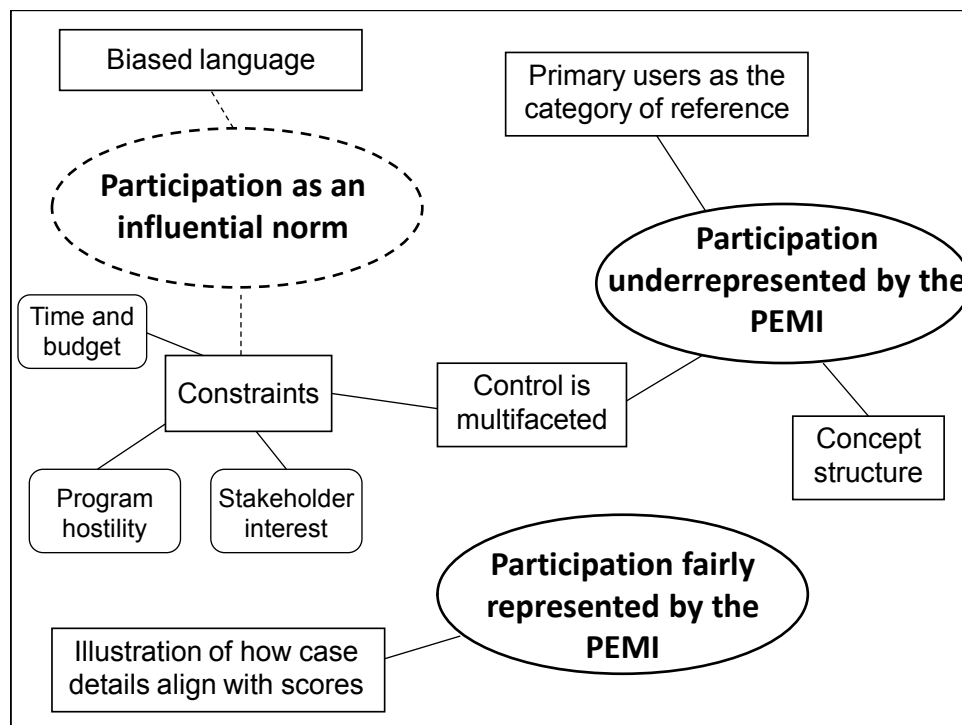 Biased language
Primary users as the
category of reference
Participation as an
influential norm
Participation
underrepresented by the
PEMI
Time and
budget
Constraints
Control is
multifaceted
Concept
structure
Program
hostility
Stakeholder
interest
Participation fairly
represented by the
PEMI
Illustration of how case
details align with scores